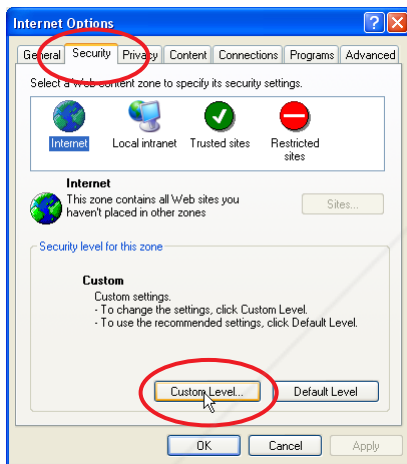 Internet Options
General Security Privacy Content Connections Programs Advanced
Select a Web content zone to specify its security settings.
Internet Local intranet Trusted sites Restricted
sites
Internet
This zone contains all Web sites you
haven't placed in other zones
Sites...
Security level for this zone
Custom
Custom settings.
- To change the settings, click Custom Level.
- To use the recommended settings, click Default Level.
Custom Level... Default Level
OK Cancel Apply